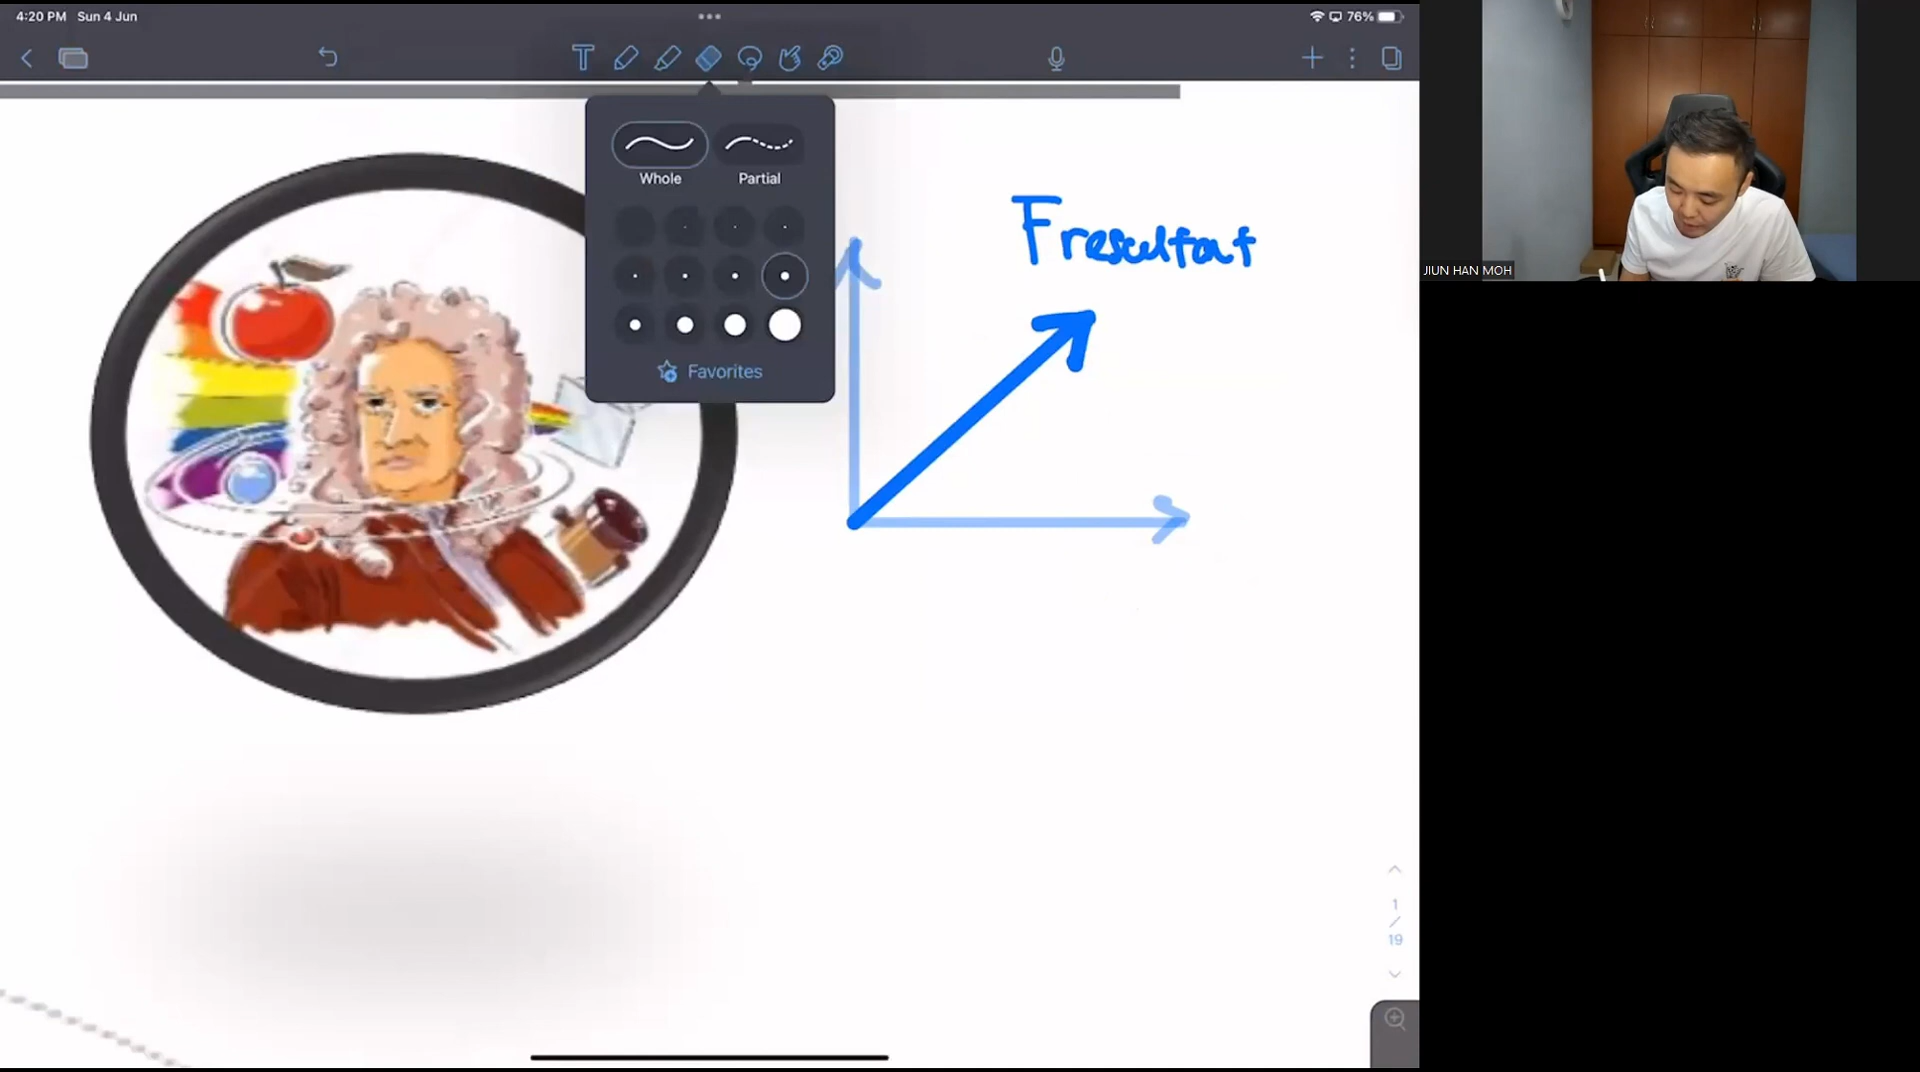 4:20 PM Sun 4 Jun
76%
T
Whole
Partial
Favorites
Fresultant
JIUN HAN MOH
1
/
19